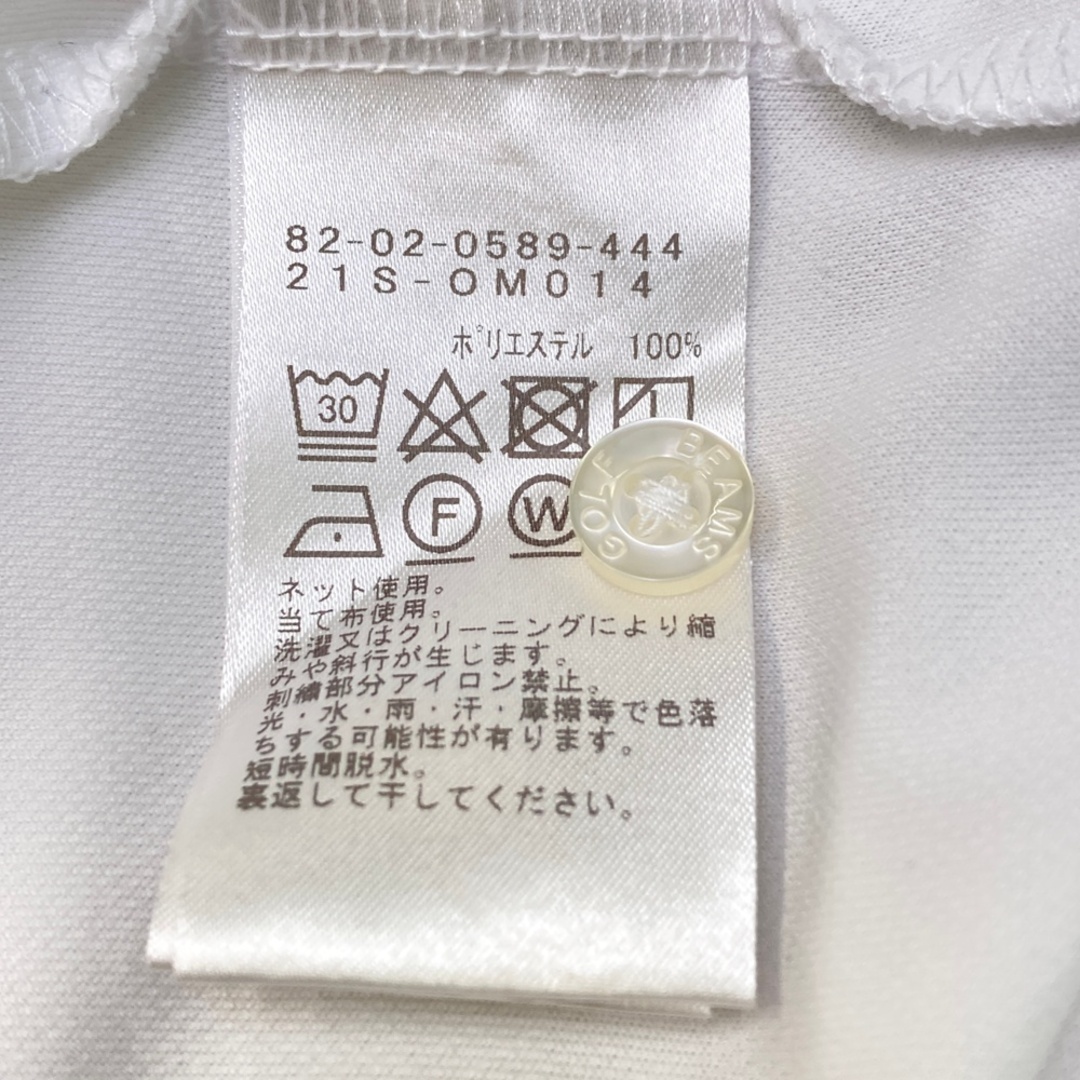 82-02-0589-444
21S-OM014
ポリエステル 100%
30
F
W
BEAMS GOLF
ネット使用。
当て布使用。
洗濯又はクリーニングにより縮
みや斜行が生じます。
刺繍部分アイロン禁止。
光・水・雨・汗・摩擦等で色落
ちする可能性が有ります。
短時間脱水。
裏返して干してください。